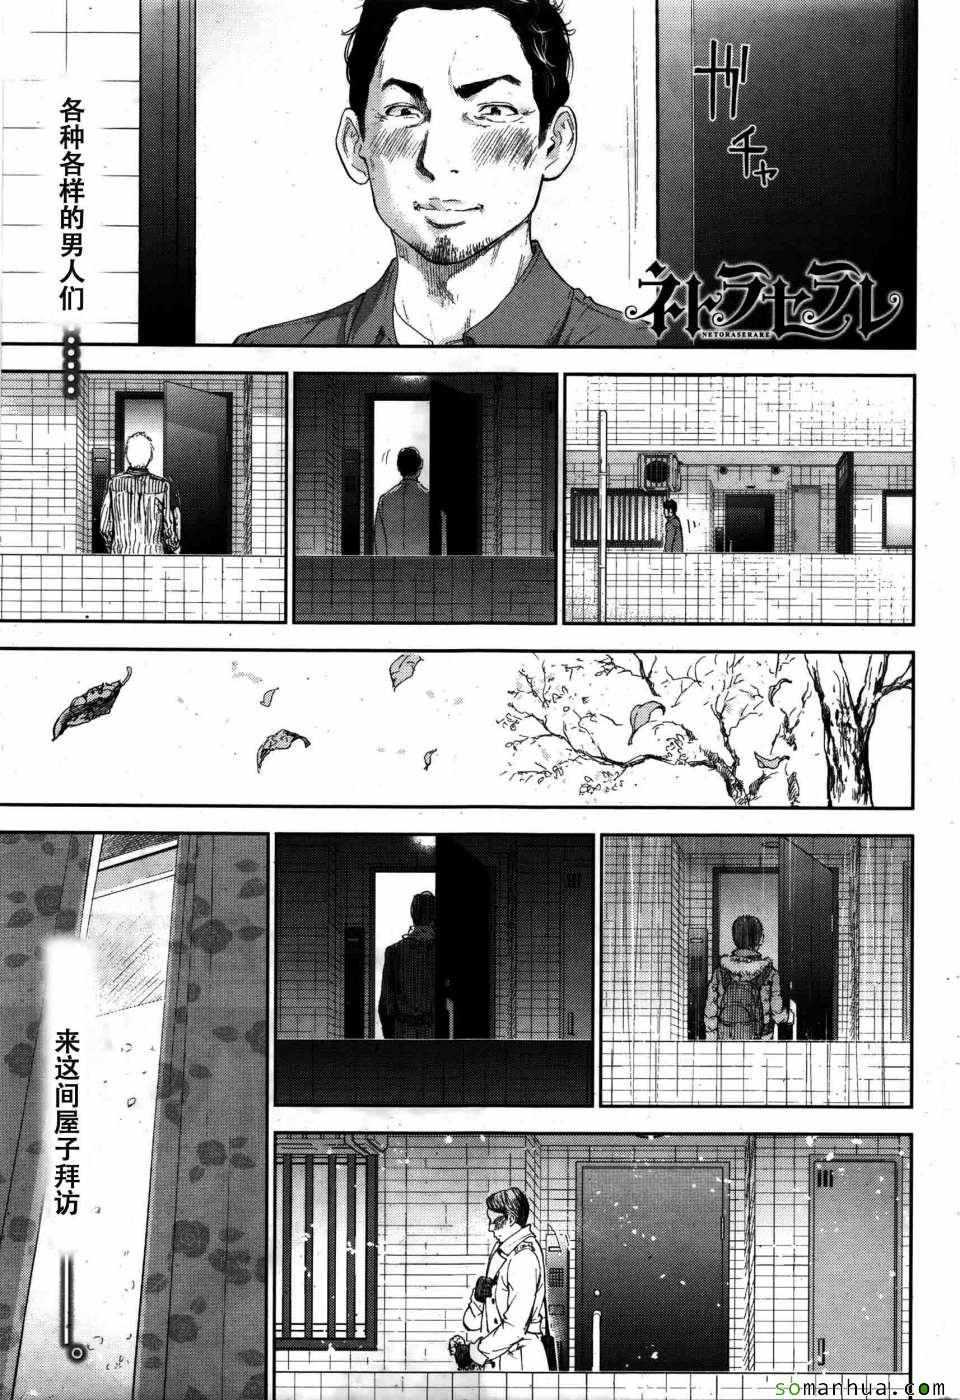 ガチャ
各种各样的男人们
……
ネトラセラレ
NETORASERARE
来这间屋子拜访
——。
somanhua.com